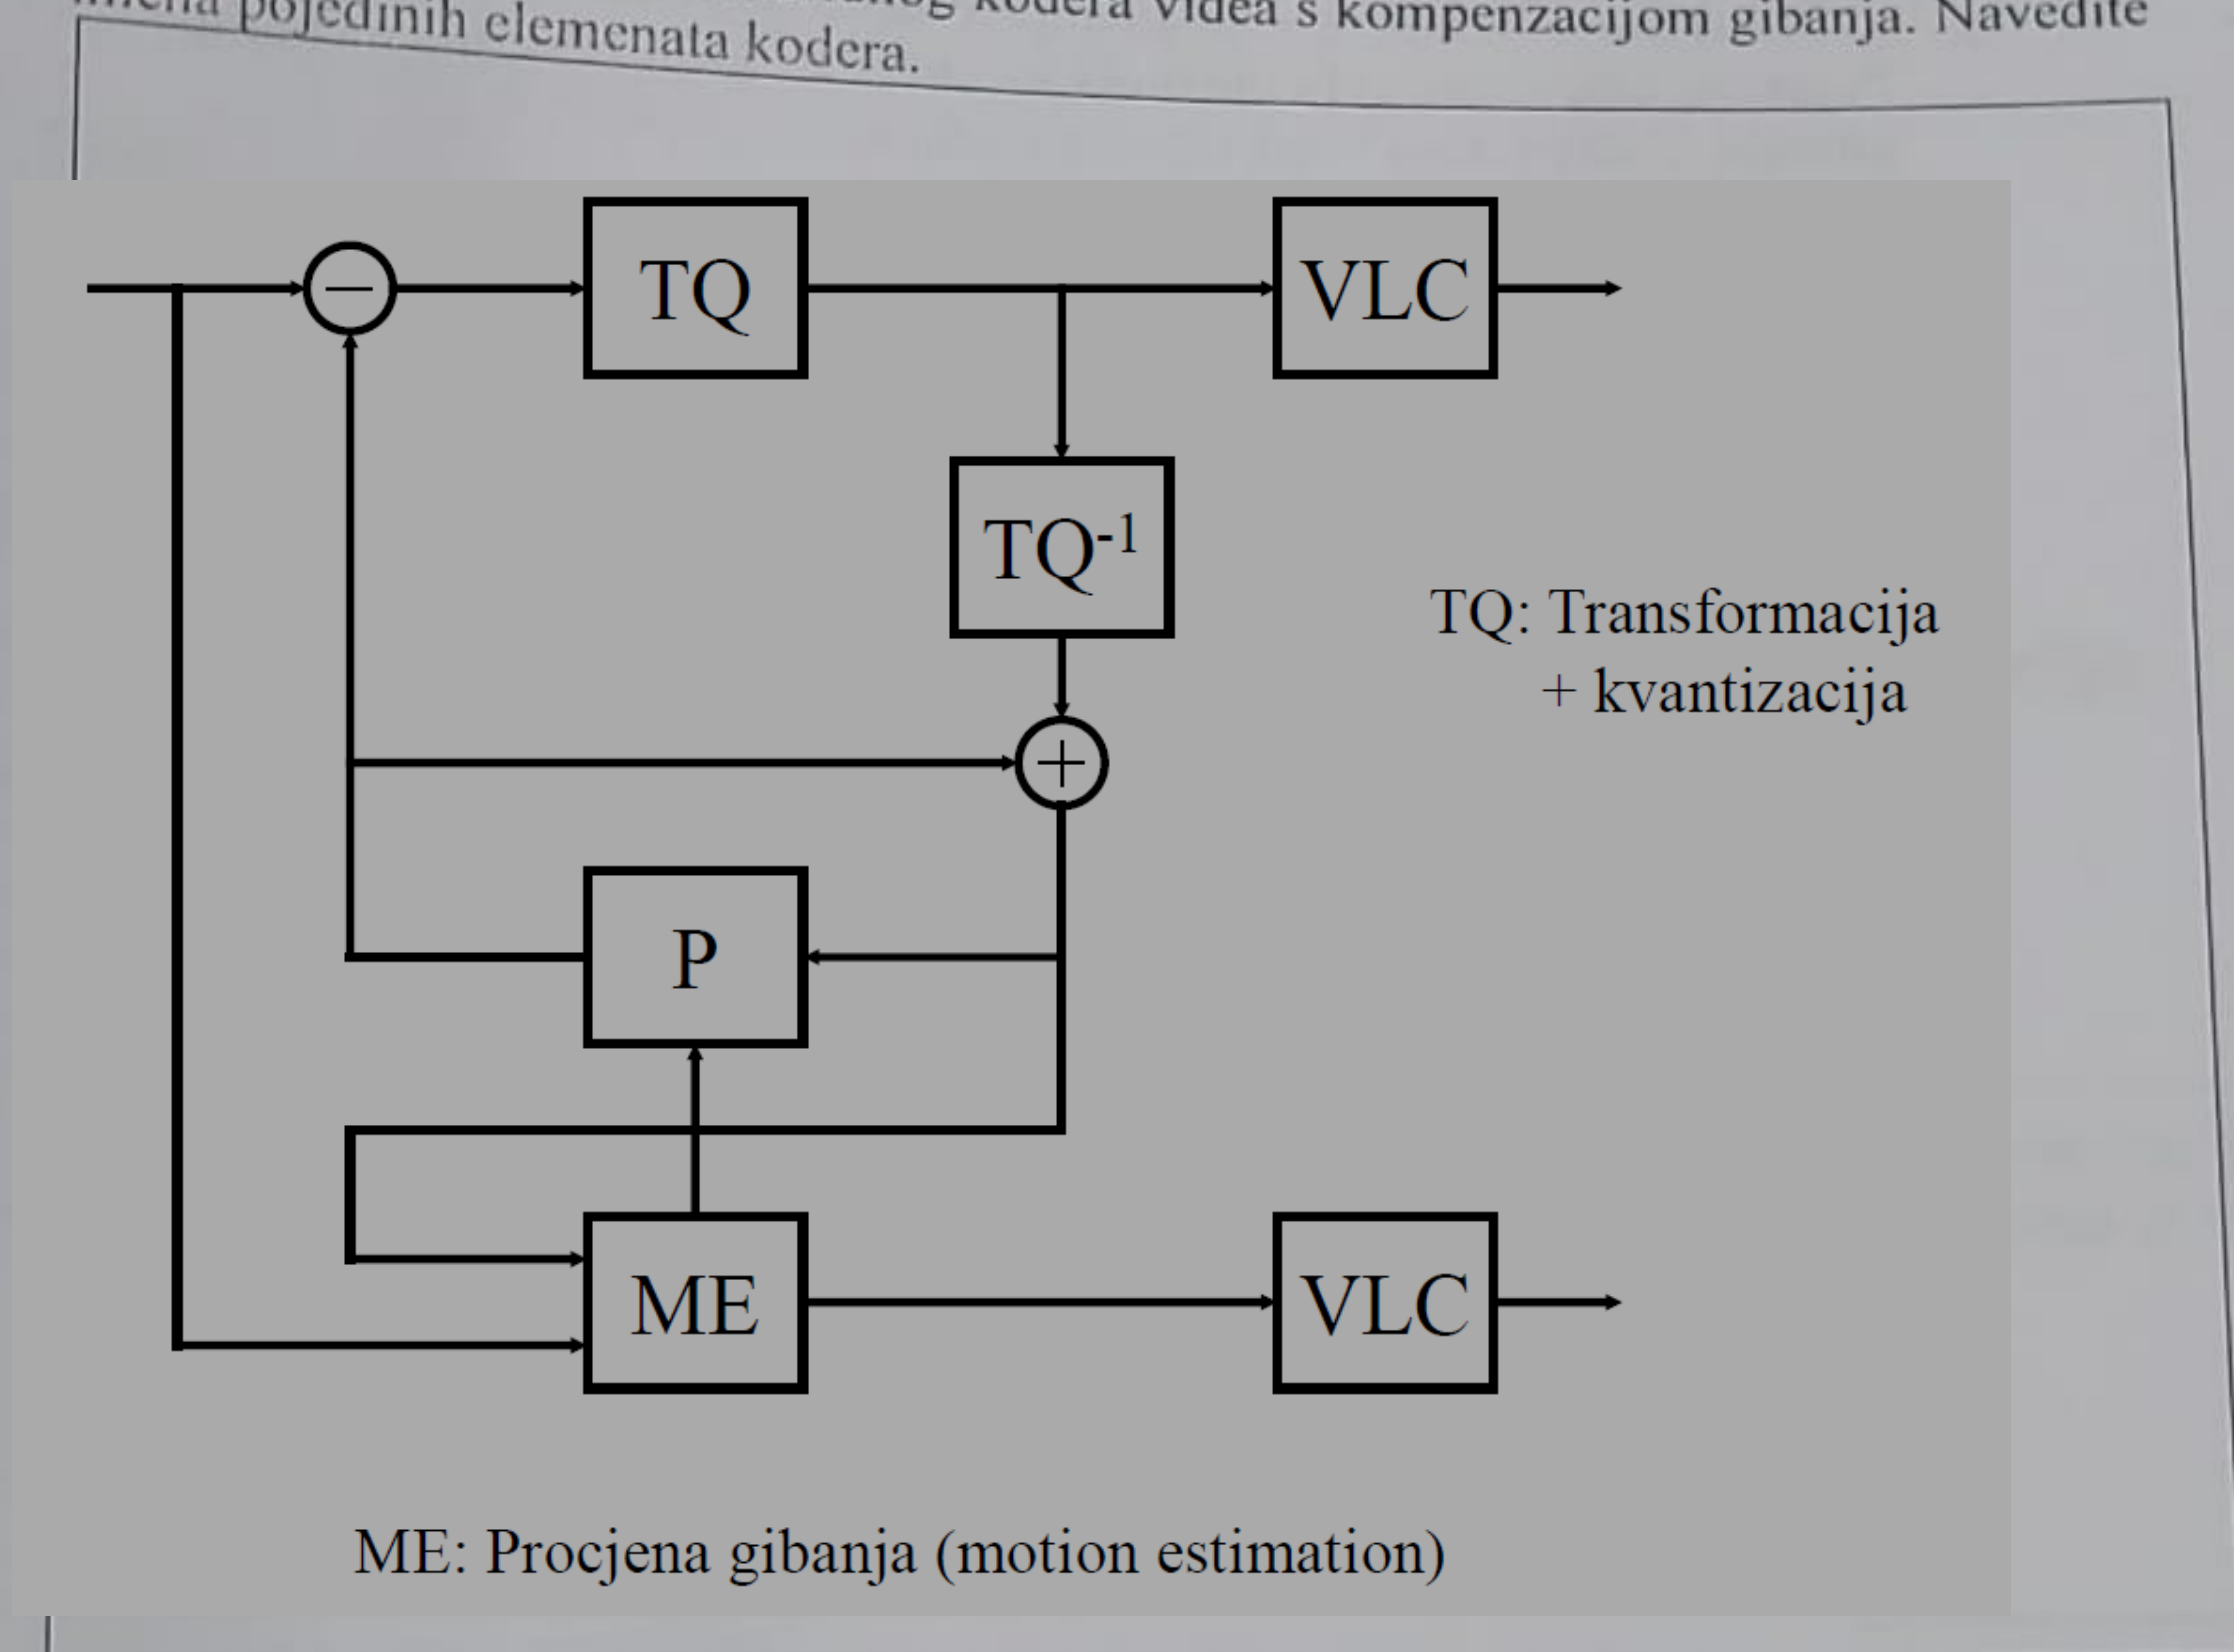 kodera videa s kompenzacijom gibanja. Navedite
pojedinih elemenata kodera.
−
TQ
VLC
TQ-1
TQ: Transformacija
+ kvantizacija
+
P
ME
VLC
ME: Procjena gibanja (motion estimation)